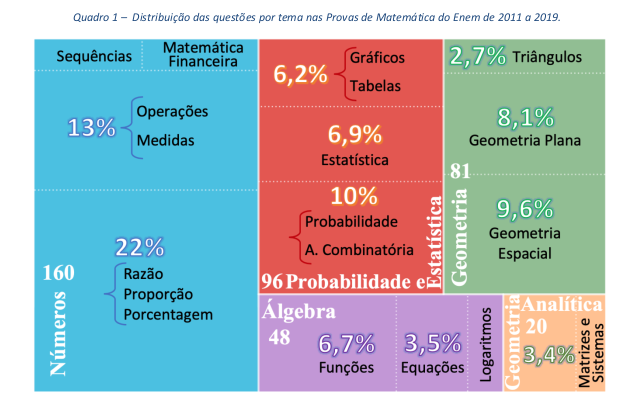 Quadro 1 – Distribuição das questões por tema nas Provas de Matemática do Enem de 2011 a 2019.
Sequências
Matemática
Financeira
13%
Operações
Medidas
22%
Razão
Proporção
Porcentagem
160
Números
6,2%
Gráficos
Tabelas
6,9%
Estatística
10%
Probabilidade
A. Combinatória
96 Probabilidade e
Estatística
2,7% Triângulos
8,1%
Geometria Plana
9,6%
Geometria
Espacial
81
Geometria
Álgebra
48
6,7%
Funções
3,5%
Equações
Logaritmos
Geometria
Analítica
20
3,4%
Matrizes e
Sistemas